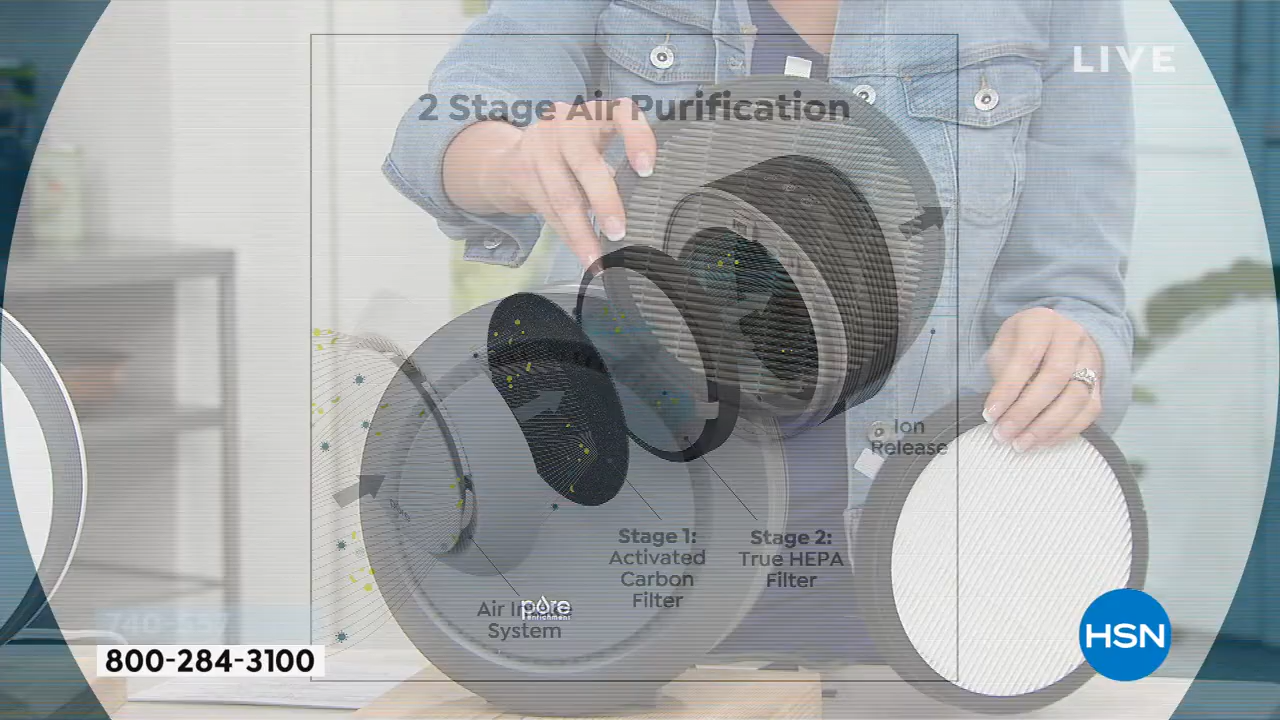 LIVE
2 Stage Air Purification
Ion
Release
Stage 1:
Activated
Carbon
Filter
Stage 2:
True HEPA
Filter
Air
System
pure
enrichment
800-284-3100
HSN